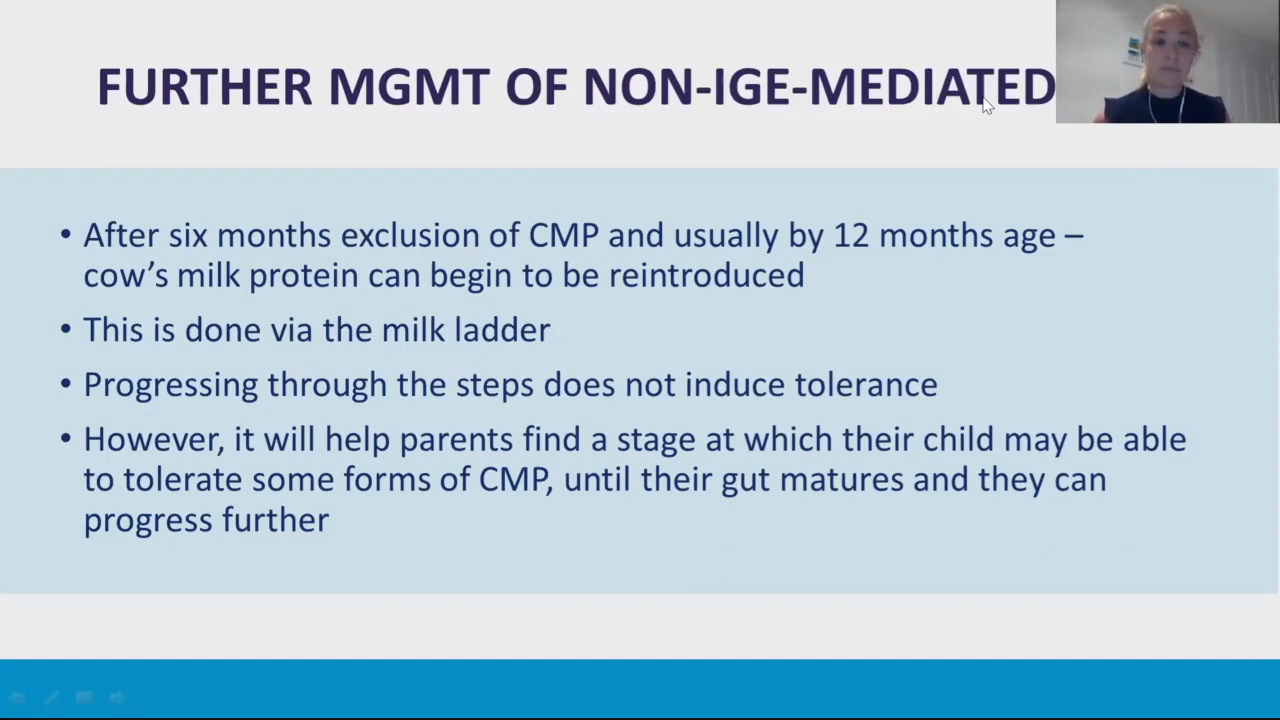 FURTHER MGMT OF NON-IGE-MEDIATED
• After six months exclusion of CMP and usually by 12 months age –
cow’s milk protein can begin to be reintroduced
• This is done via the milk ladder
• Progressing through the steps does not induce tolerance
• However, it will help parents find a stage at which their child may be able
to tolerate some forms of CMP, until their gut matures and they can
progress further